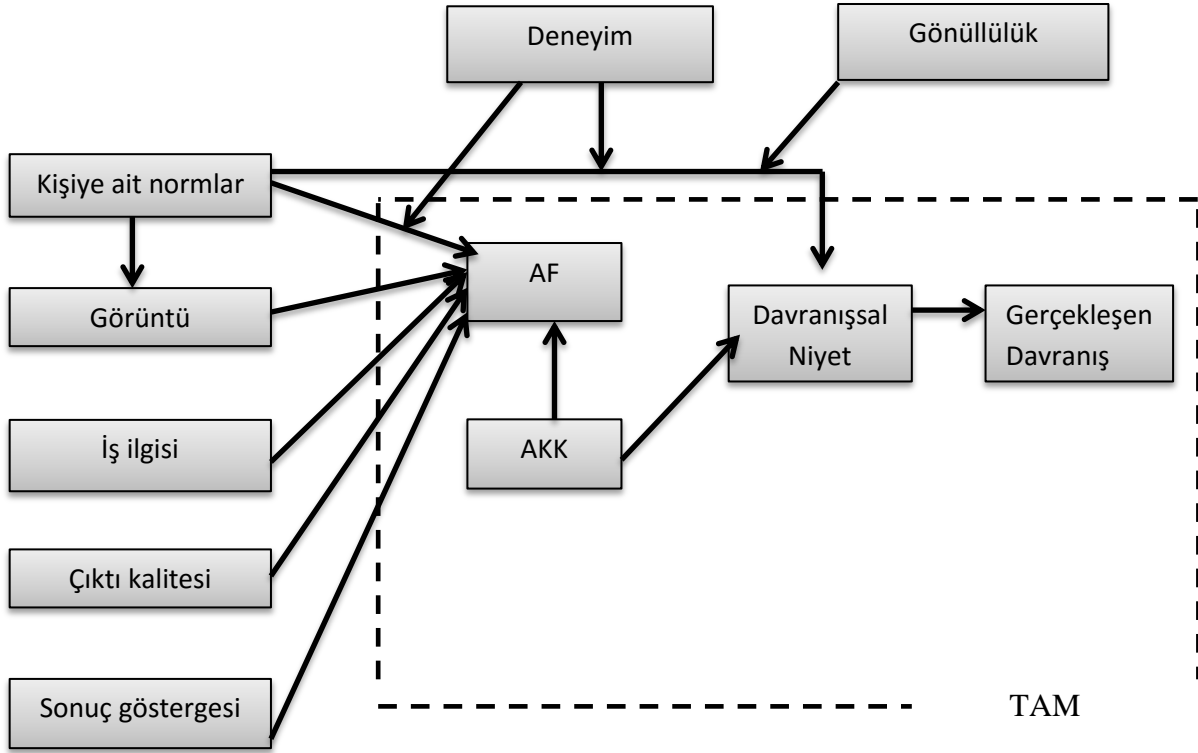 Deneyim
Gönüllülük
Kişiye ait normlar
AF
Görüntü
Davranışsal
Niyet
Gerçekleşen
Davranış
İş ilgisi
AKK
Çıktı kalitesi
Sonuç göstergesi
TAM